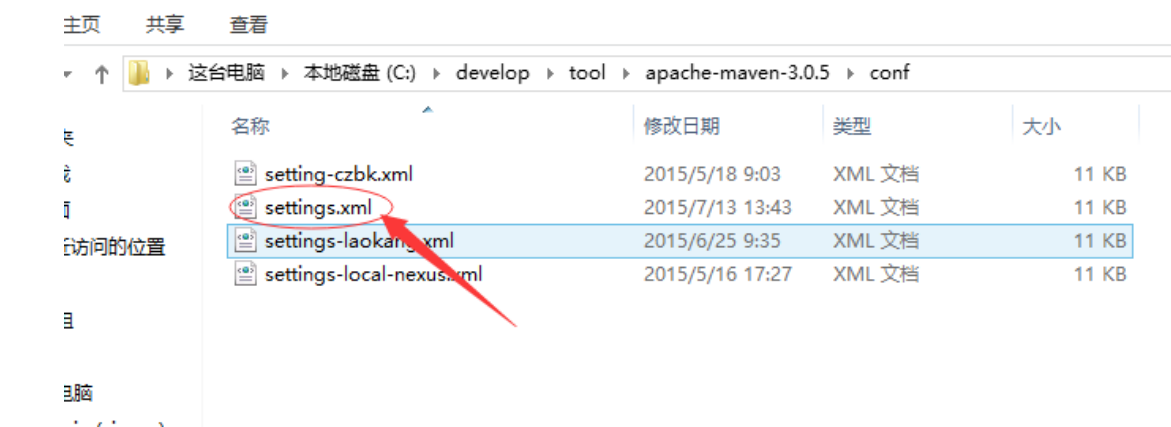 主页 共享 查看
这台电脑 本地磁盘 (C:) develop tool apache-maven-3.0.5 conf
名称 修改日期 类型 大小
setting-czbk.xml 2015/5/18 9:03 XML 文档 11 KB
settings.xml 2015/7/13 13:43 XML 文档 11 KB
访问的位置
settings-laokang.xml 2015/6/25 9:35 XML 文档 11 KB
settings-local-nexus.xml 2015/5/16 17:27 XML 文档 11 KB
组
电脑